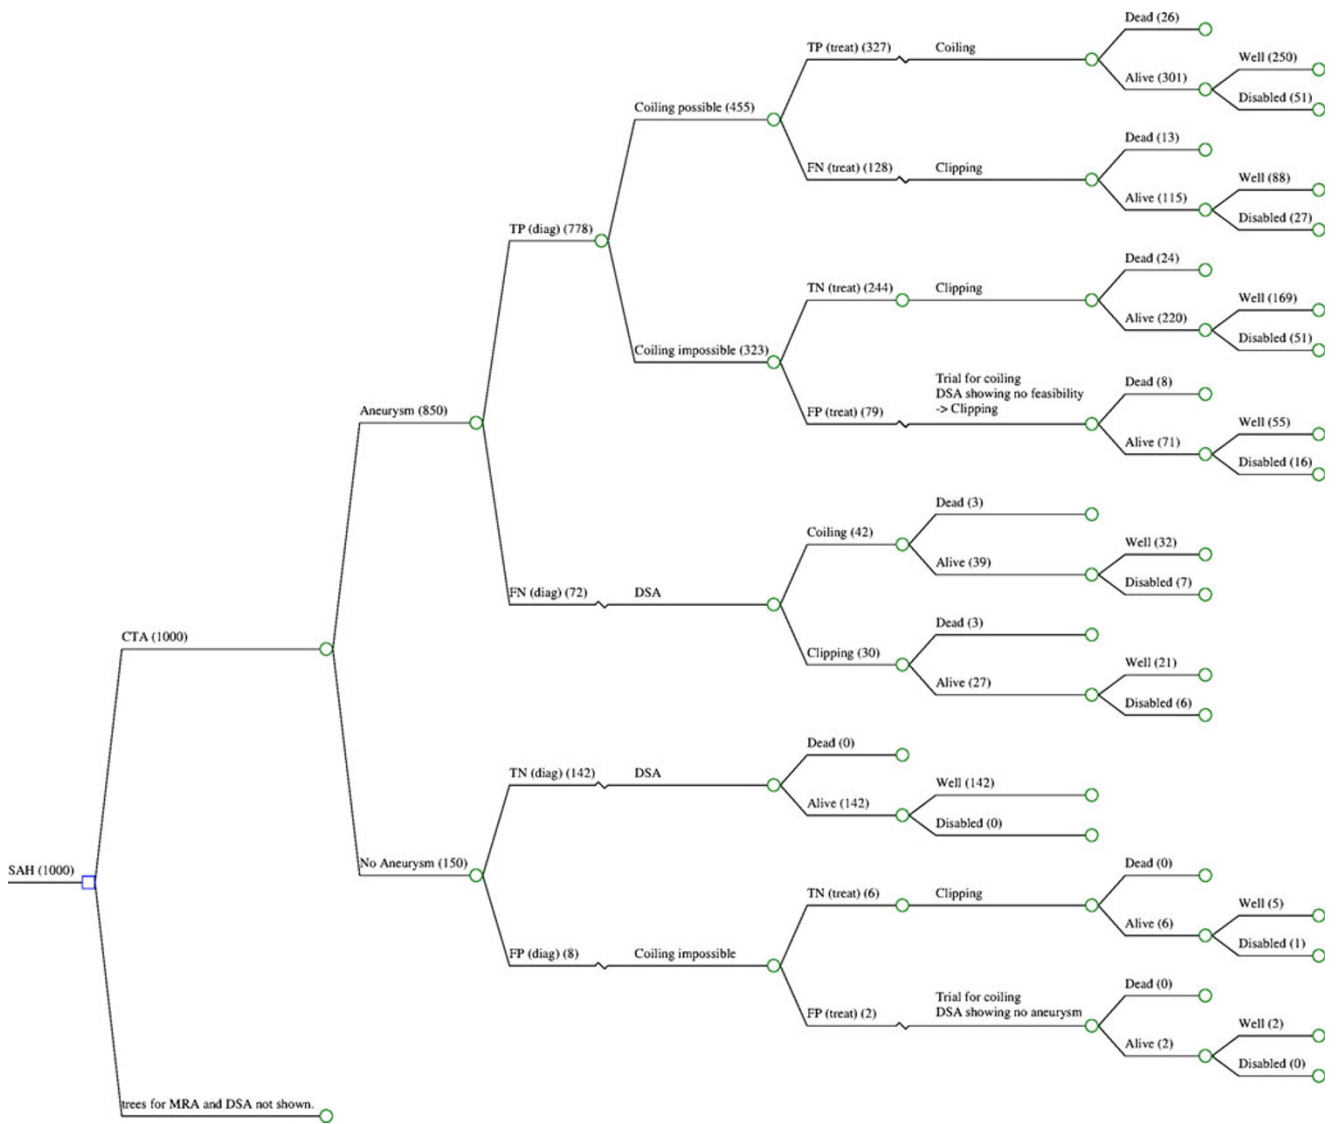 Dead (26)
TP (treat) (327)
Coiling
Well (250)
Alive (301)
Disabled (51)
Coiling possible (455)
Dead (13)
FN (treat) (128)
Clipping
Well (88)
Alive (115)
Disabled (27)
TP (diag) (778)
Dead (24)
TN (treat) (244)
Clipping
Well (169)
Alive (220)
Disabled (51)
Coiling impossible (323)
Trial for coiling
DSA showing no feasibility
-> Clipping
Dead (8)
FP (treat) (79)
Well (55)
Alive (71)
Disabled (16)
Aneurysm (850)
Dead (3)
Coiling (42)
Well (32)
Alive (39)
Disabled (7)
FN (diag) (72)
DSA
Dead (3)
Clipping (30)
Well (21)
Alive (27)
Disabled (6)
CTA (1000)
Dead (0)
TN (diag) (142)
DSA
Well (142)
Alive (142)
Disabled (0)
No Aneurysm (150)
SAH (1000)
Dead (0)
TN (treat) (6)
Clipping
Well (5)
Alive (6)
Disabled (1)
FP (diag) (8)
Coiling impossible
Dead (0)
Trial for coiling
DSA showing no aneurysm
FP (treat) (2)
Well (2)
Alive (2)
Disabled (0)
trees for MRA and DSA not shown.